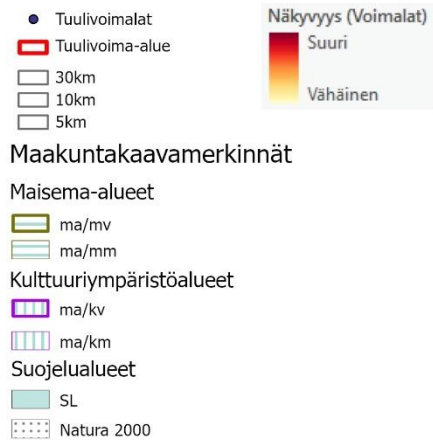 Tuulivoimalat
Tuulivoima-alue
30km
10km
5km
Näkyvyys (Voimalat)
Suuri
Vähäinen
Maakuntakaavamerkinnät
Maisema-alueet
ma/mv
ma/mm
Kulttuuriympäristöalueet
ma/kv
ma/km
Suojelualueet
SL
Natura 2000